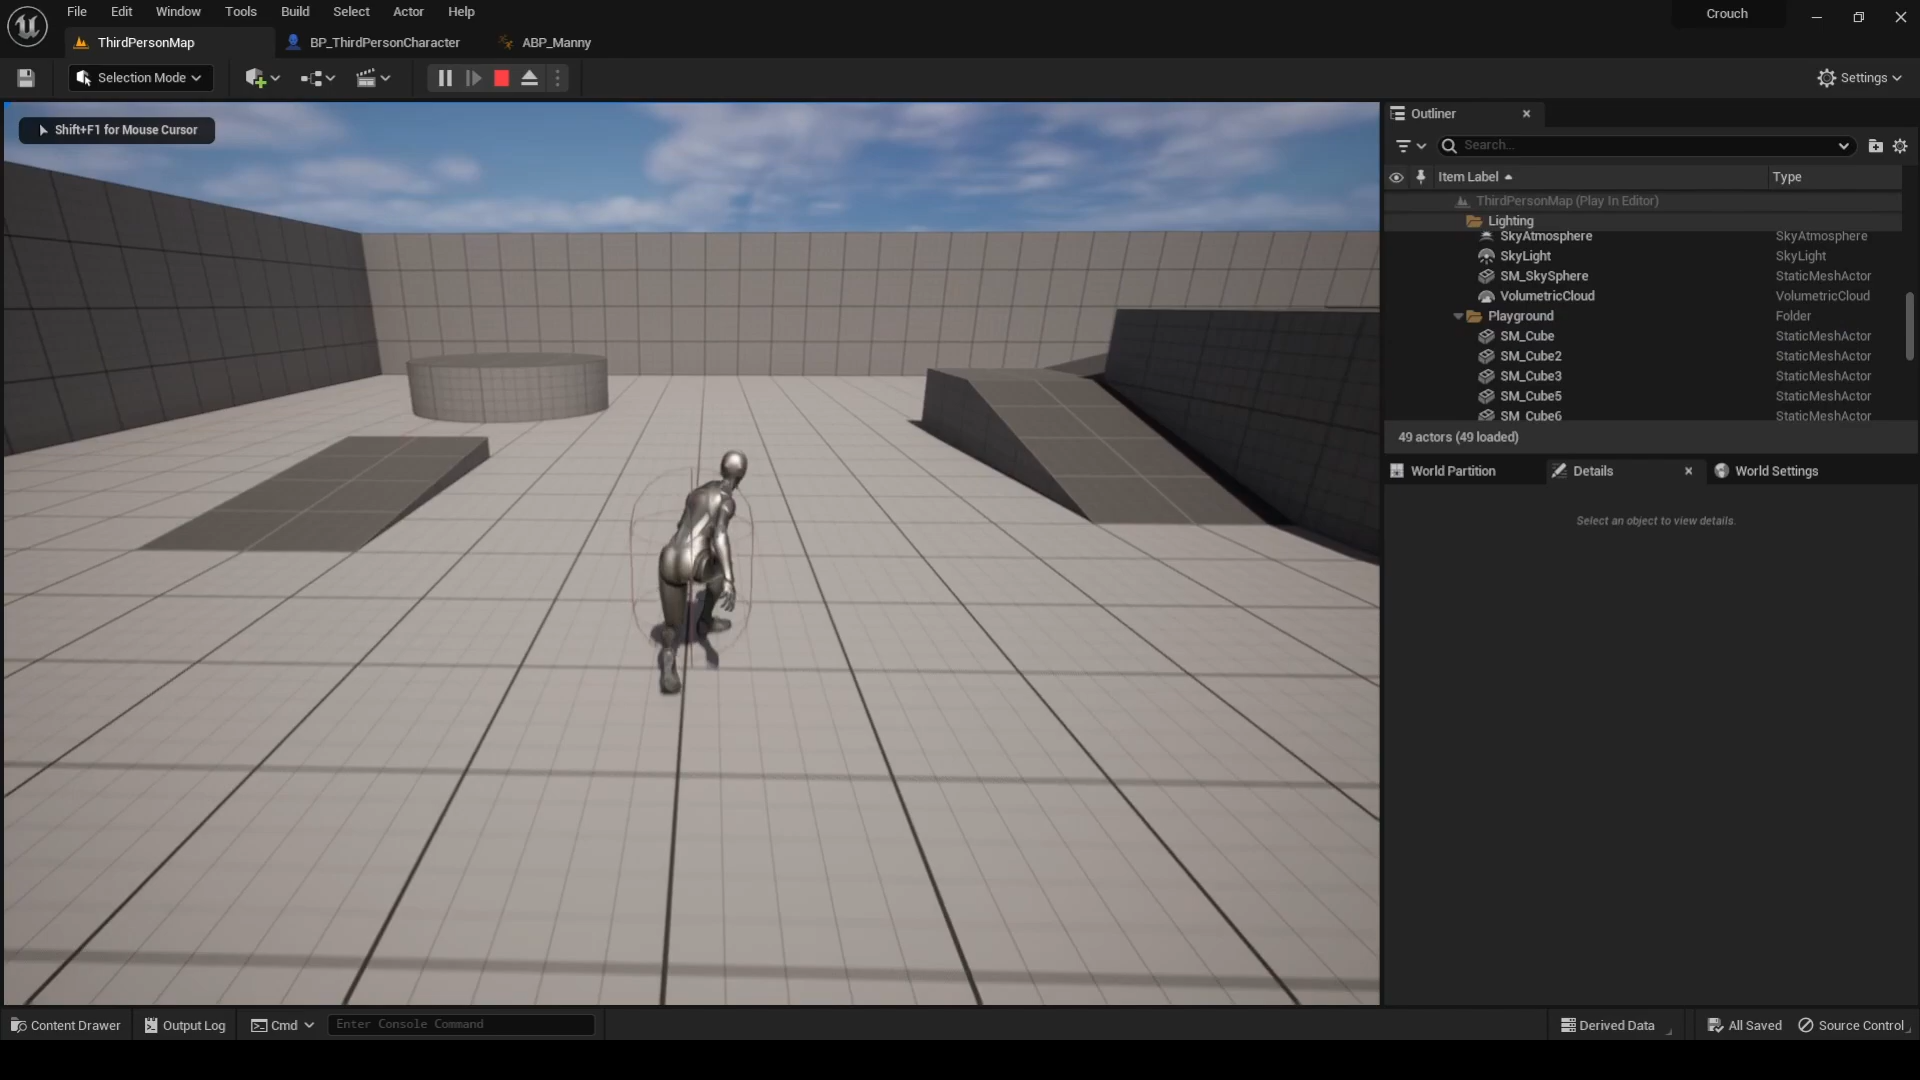 File Edit Window Tools Build Select Actor Help Crouch
ThirdPersonMap BP_ThirdPersonCharacter ABP_Manny
Selection Mode Settings
Shift+F1 for Mouse Cursor
Outliner
Search...
Item Label Type
ThirdPersonMap (Play In Editor)
Lighting
SkyAtmosphere SkyAtmosphere
SkyLight SkyLight
SM_SkySphere StaticMeshActor
VolumetricCloud VolumetricCloud
Playground Folder
SM_Cube StaticMeshActor
SM_Cube2 StaticMeshActor
SM_Cube3 StaticMeshActor
SM_Cube5 StaticMeshActor
SM_Cube6 StaticMeshActor
49 actors (49 loaded)
World Partition Details World Settings
Select an object to view details.
Content Drawer Output Log Cmd Enter Console Command Derived Data All Saved Source Control